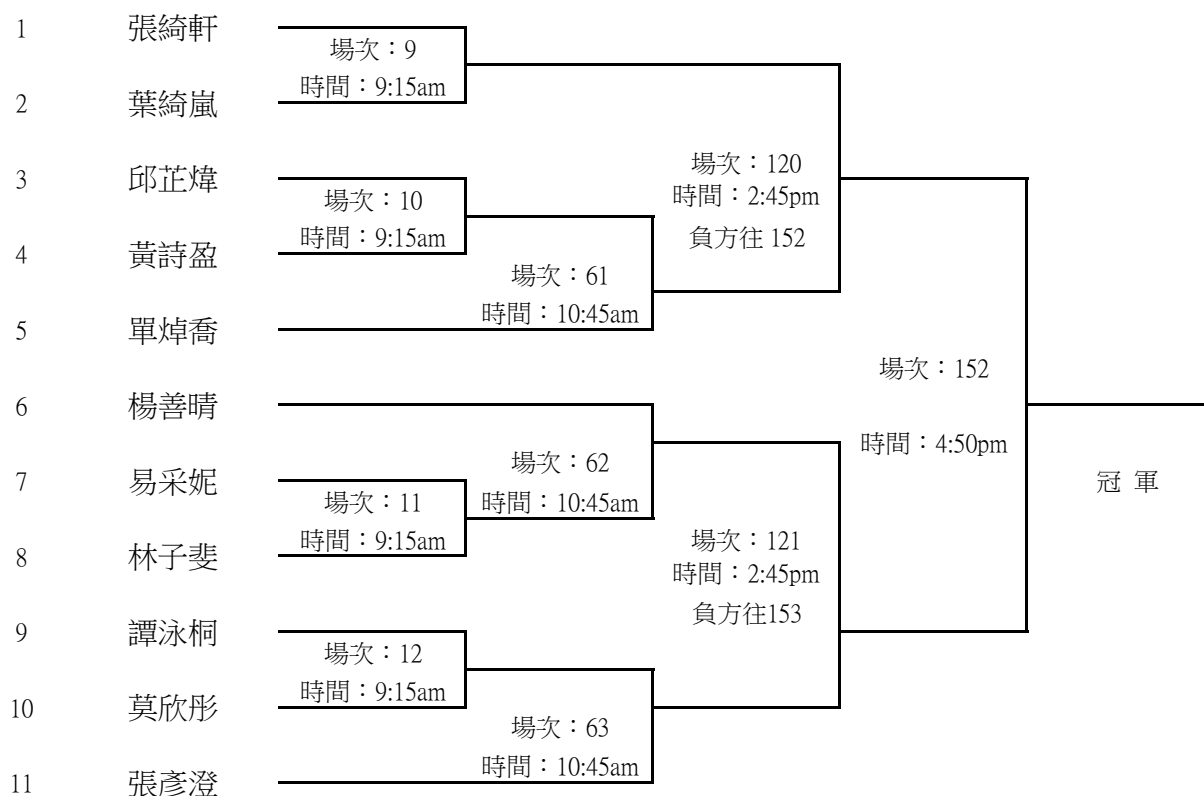 1 張綺軒
場次：9
時間：9:15am
2 葉綺嵐
場次：120
時間：2:45pm
負方往 152
3 邱芷煒
場次：10
時間：9:15am
4 黃詩盈
場次：61
時間：10:45am
5 單焯喬
場次：152
時間：4:50pm
冠 軍
6 楊善晴
場次：62
時間：10:45am
7 易采妮
場次：11
時間：9:15am
8 林子斐
場次：121
時間：2:45pm
負方往153
9 譚泳桐
場次：12
時間：9:15am
10 莫欣彤
場次：63
時間：10:45am
11 張彥澄